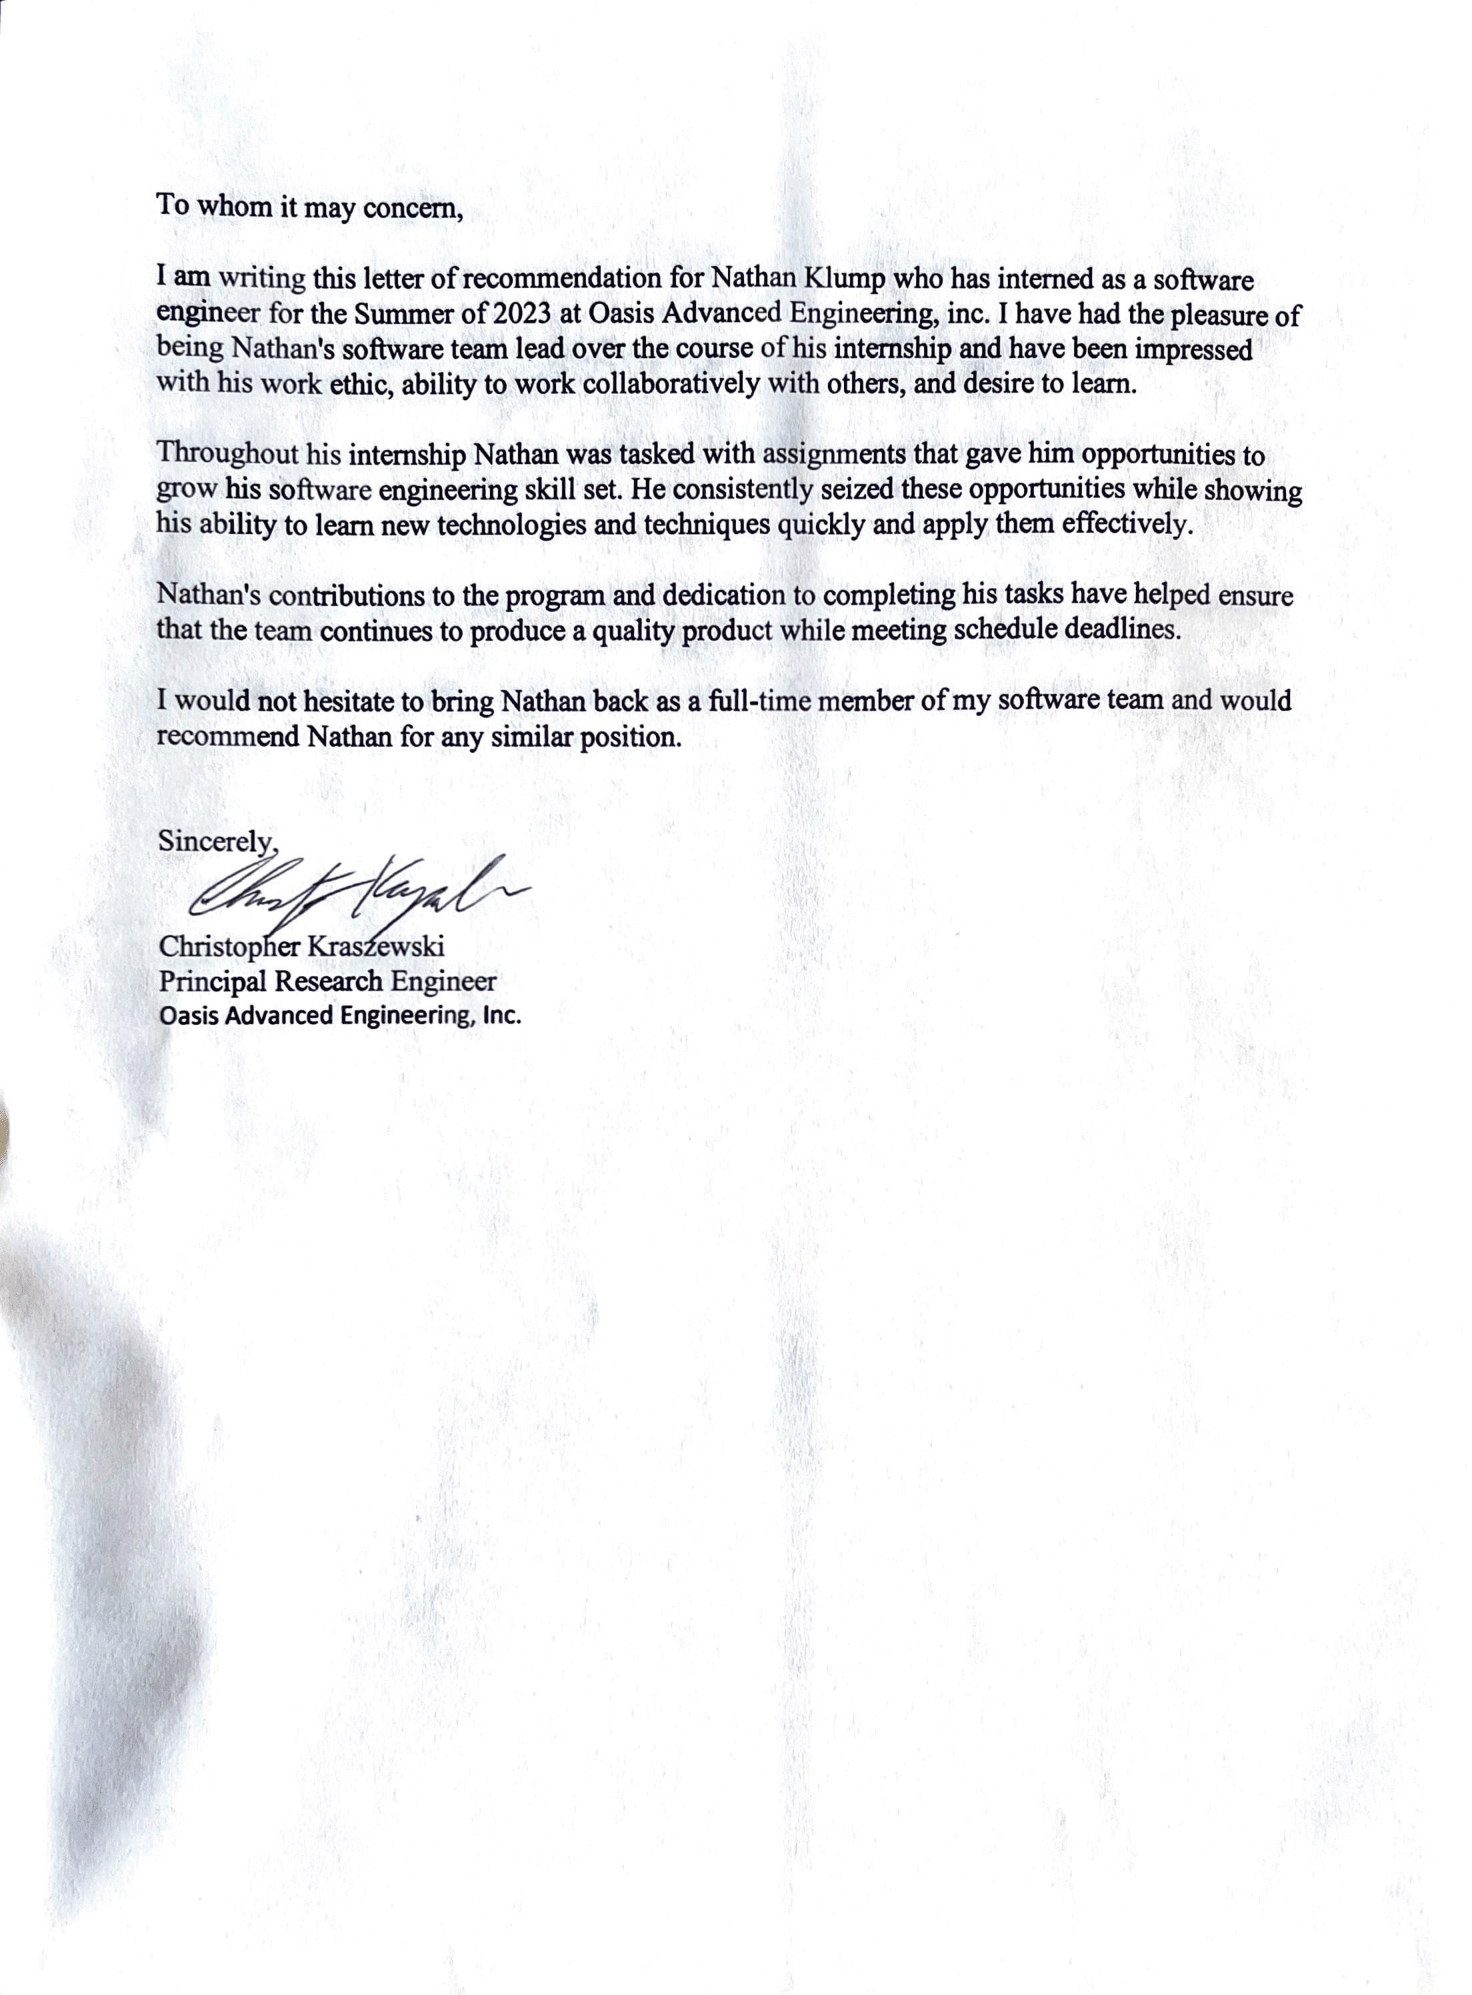 To whom it may concern,
I am writing this letter of recommendation for Nathan Klump who has interned as a software
engineer for the Summer of 2023 at Oasis Advanced Engineering, inc. I have had the pleasure of
being Nathan's software team lead over the course of his internship and have been impressed
with his work ethic, ability to work collaboratively with others, and desire to learn.
Throughout his internship Nathan was tasked with assignments that gave him opportunities to
grow his software engineering skill set. He consistently seized these opportunities while showing
his ability to learn new technologies and techniques quickly and apply them effectively.
Nathan's contributions to the program and dedication to completing his tasks have helped ensure
that the team continues to produce a quality product while meeting schedule deadlines.
I would not hesitate to bring Nathan back as a full-time member of my software team and would
recommend Nathan for any similar position.
Sincerely,
Christopher Kraszewski
Principal Research Engineer
Oasis Advanced Engineering, Inc.